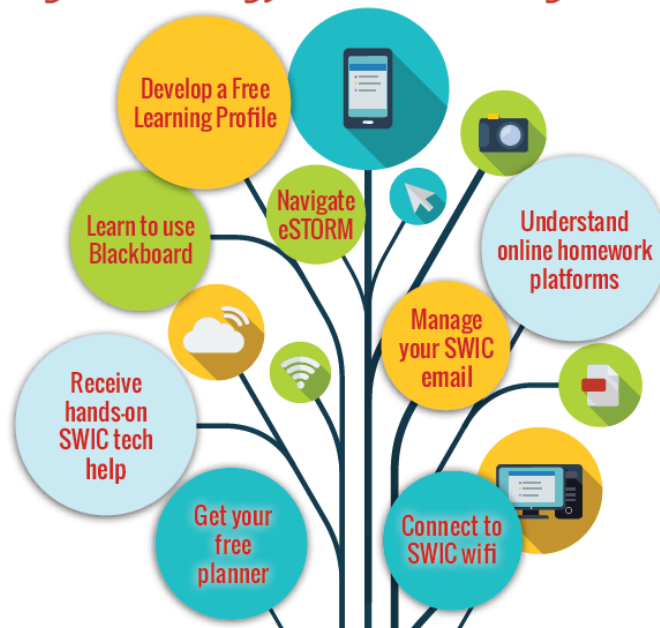 Develop a Free
Learning Profile
Navigate
eSTORM
Learn to use
Blackboard
Understand
online homework
platforms
Manage
your SWIC
email
Receive
hands-on
SWIC tech
help
Get your
free
planner
Connect to
SWIC wifi